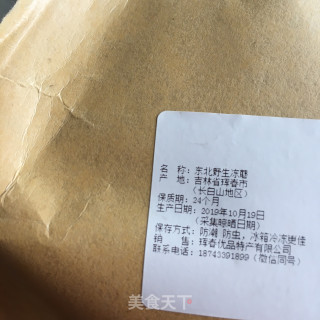 名　称：东北野生冻蘑
产　地：吉林省珲春市
（长白山地区）
保质期：24个月
生产日期：2019年10月19日
（采集晾晒日期）
保存方式：防潮 防虫，冰箱冷冻更佳
销　售：珲春优品特产有限公司
联系电话：18743391899（微信同号）
美食天下